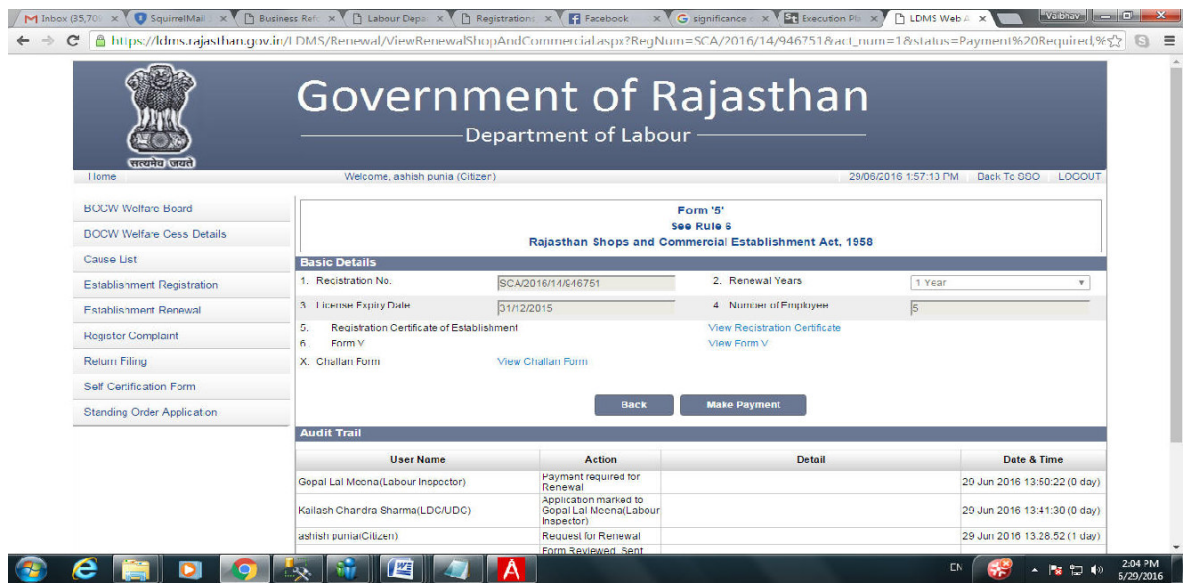 Inbox (35,70
SquirrelMail
Business Ref
Labour Depa
Registrations
Facebook
significance
Execution Pl
LDMS Web A
Vaibhav
https://ldms.rajasthan.gov.in/LDMS/Renewal/ViewRenewalShopAndCommercial.aspx?RegNum=SCA/2016/14/946751&act_num=1&status=Payment%20Required,%
Government of Rajasthan
Department of Labour
सत्यमेव जयते
Home Welcome, ashish punia (Citizen) 29/06/2016 1:57:13 PM Back To SSO LOGOUT
BOCW Welfare Board
BOCW Welfare Cess Details
Cause List
Establishment Registration
Establishment Renewal
Register Complaint
Return Filing
Self Certification Form
Standing Order Application
Form '5'
See Rule 6
Rajasthan Shops and Commercial Establishment Act, 1958
Basic Details
1. Registration No. SCA/2016/14/946751 2. Renewal Years 1 Year
3. License Expiry Date 31/12/2015 4. Number of Employee 5
5. Registration Certificate of Establishment View Registration Certificate
6. Form V View Form V
X. Challan Form View Challan Form
Back Make Payment
Audit Trail
User Name Action Detail Date & Time
Gopal Lal Meena(Labour Inspector) Payment required for Renewal 29 Jun 2016 13:50:22 (0 day)
Kailash Chandra Sharma(LDC/UDC) Application marked to Gopal Lal Meena(Labour Inspector) 29 Jun 2016 13:41:30 (0 day)
ashish punia(Citizen) Request for Renewal 29 Jun 2016 13:28:52 (1 day)
Form Reviewed, Sent
EN
2:04 PM
5/29/2016